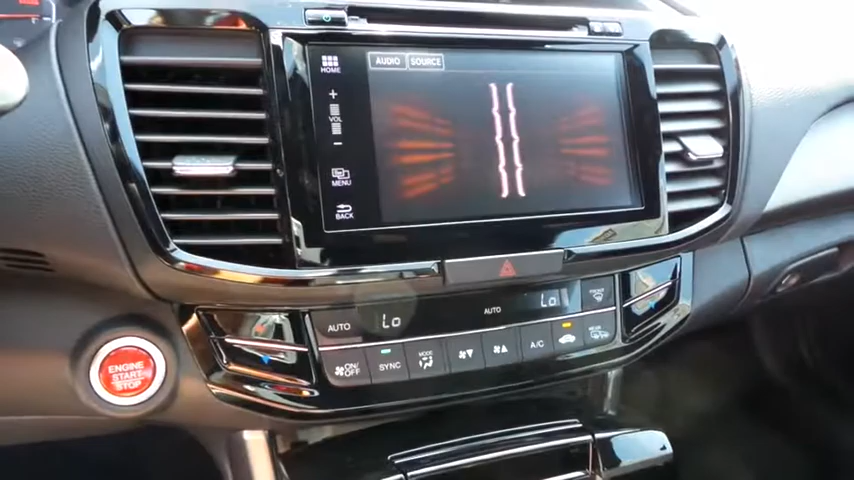 AUDIO SOURCE
HOME
VOL
MENU
BACK
AUTO Lo AUTO Lo
ON/OFF SYNC MODE A/C
ENGINE
START
STOP